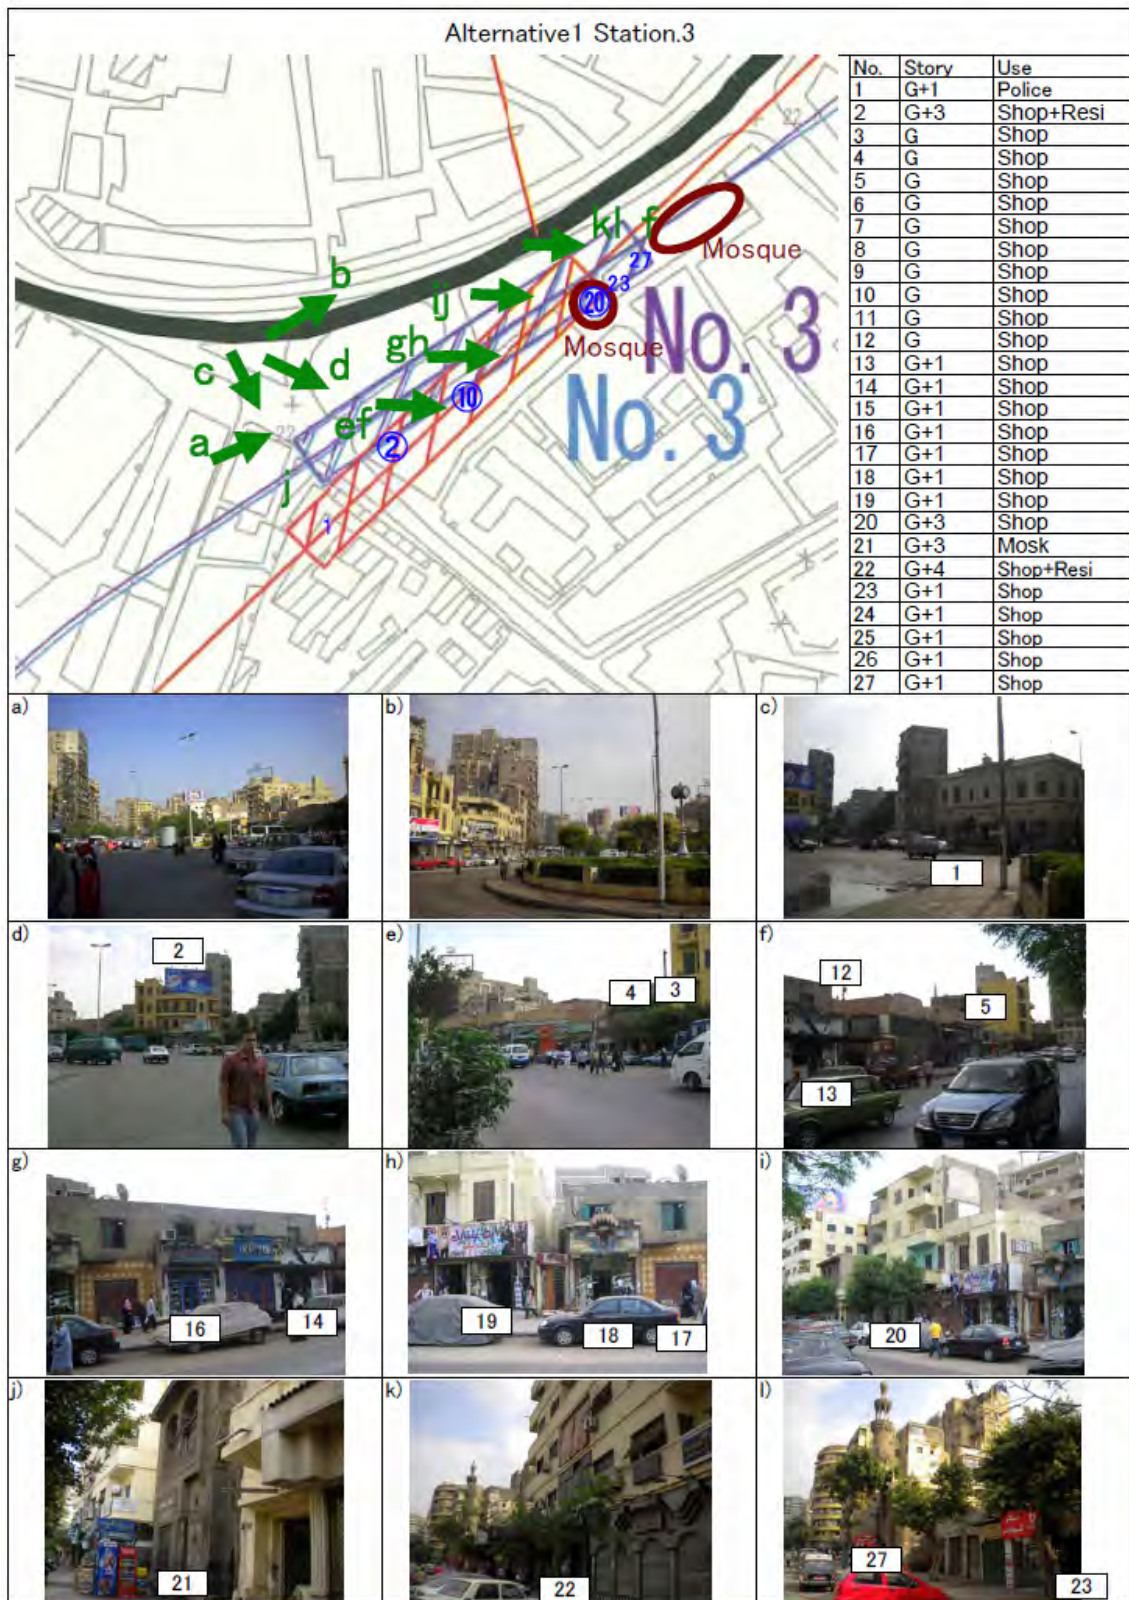 Alternative1 Station.3
No. Story Use
1 G+1 Police
2 G+3 Shop+Resi
3 G Shop
4 G Shop
5 G Shop
6 G Shop
7 G Shop
8 G Shop
9 G Shop
10 G Shop
11 G Shop
12 G Shop
13 G+1 Shop
14 G+1 Shop
15 G+1 Shop
16 G+1 Shop
17 G+1 Shop
18 G+1 Shop
19 G+1 Shop
20 G+3 Shop
21 G+3 Mosk
22 G+4 Shop+Resi
23 G+1 Shop
24 G+1 Shop
25 G+1 Shop
26 G+1 Shop
27 G+1 Shop
22
kl f
Mosque
27
b
23
ij
⑳
No. 3
Mosque
gh
c
d
⑩
No. 3
ef
22
a
②
j
1
a)
b)
c)
1
d)
2
e)
4
3
f)
12
5
13
g)
16
14
h)
19
18
17
i)
20
j)
21
k)
22
l)
27
23